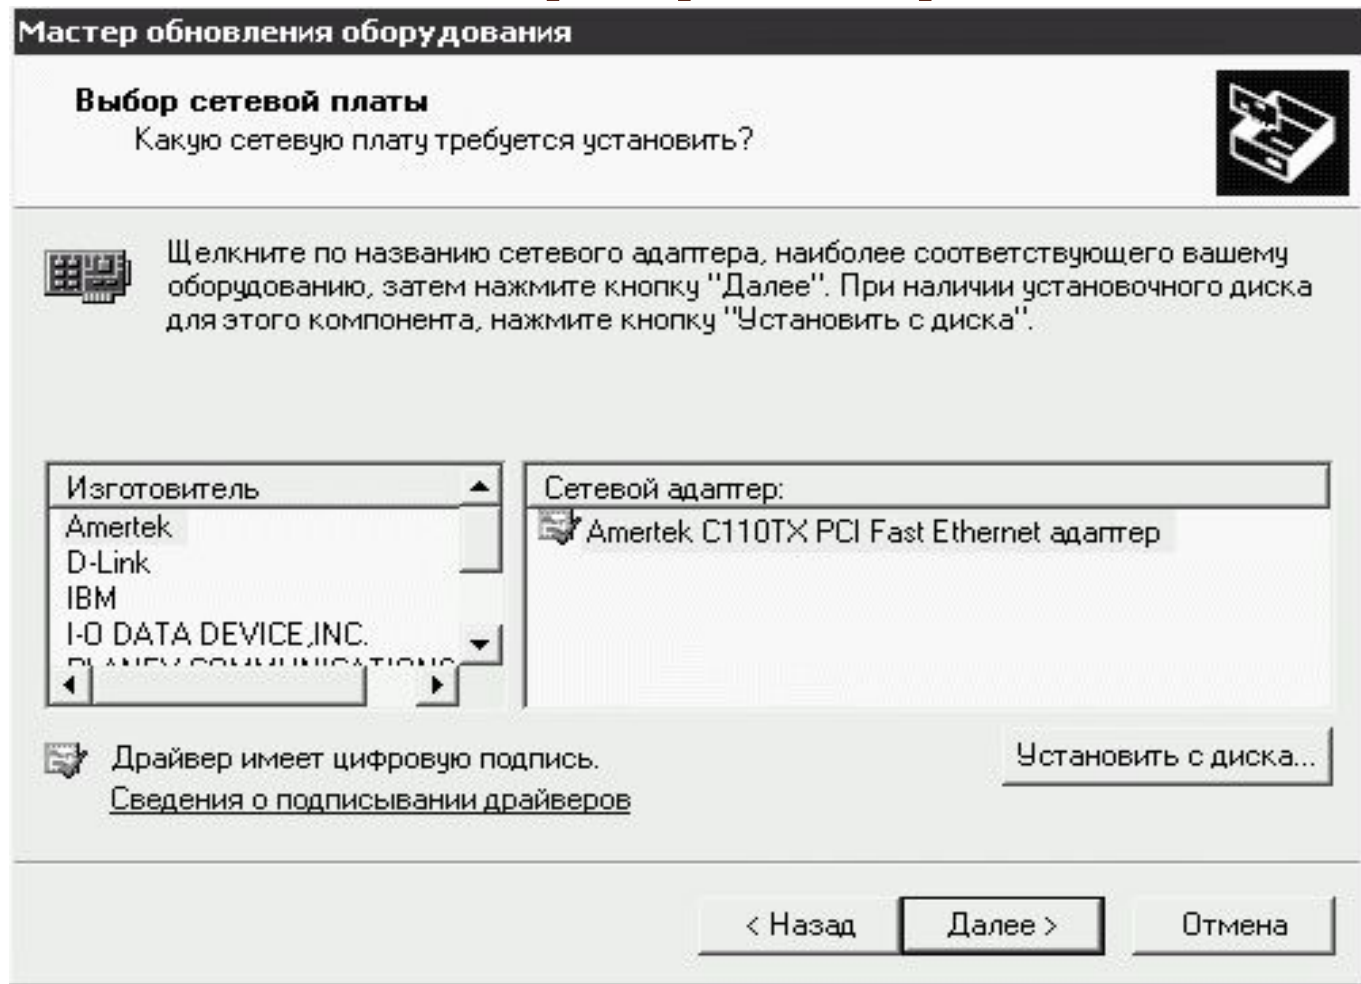 Мастер обновления оборудования
Выбор сетевой платы
Какую сетевую плату требуется установить?
Щелкните по названию сетевого адаптера, наиболее соответствующего вашему
оборудованию, затем нажмите кнопку "Далее". При наличии установочного диска
для этого компонента, нажмите кнопку "Установить с диска".
Изготовитель
Amertek
D-Link
IBM
I-O DATA DEVICE,INC.
Сетевой адаптер:
Amertek C110TX PCI Fast Ethernet адаптер
Драйвер имеет цифровую подпись.
Сведения о подписывании драйверов
Установить с диска...
< Назад
Далее >
Отмена